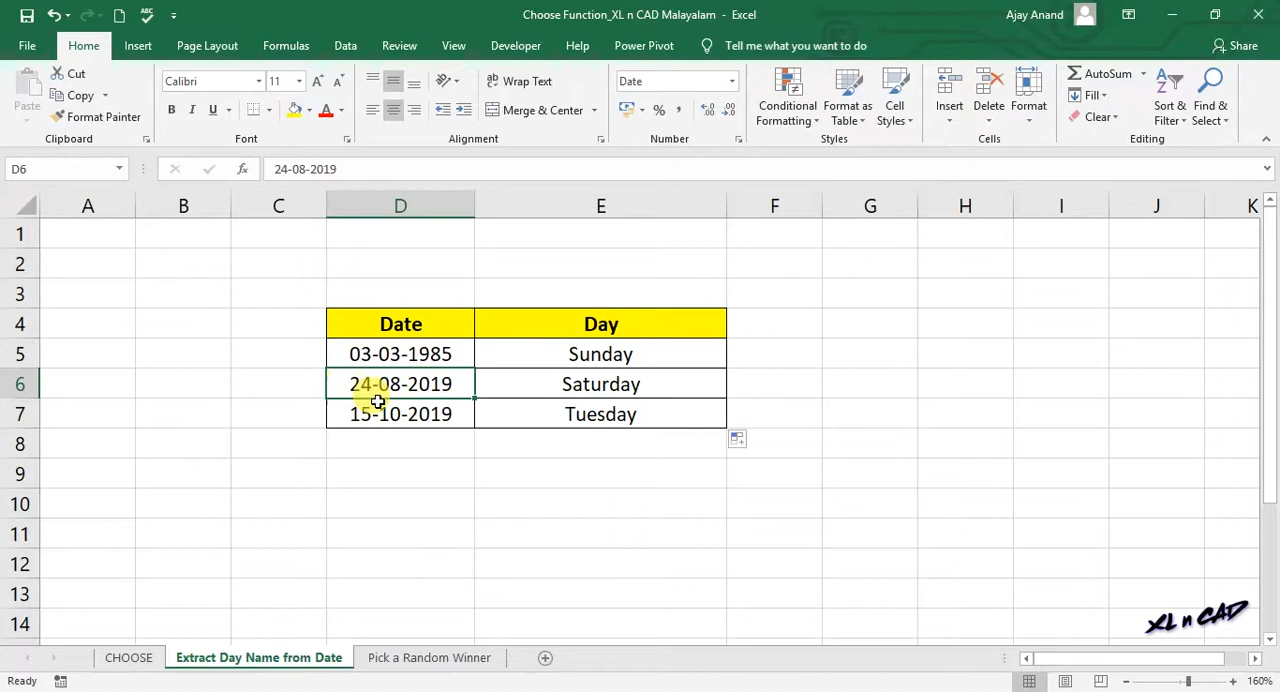 Choose Function_XL n CAD Malayalam - Excel
Ajay Anand
File Home Insert Page Layout Formulas Data Review View Developer Help Power Pivot Tell me what you want to do Share
Paste
Cut
Copy
Format Painter
Clipboard
Calibri 11
B I U
Font
Wrap Text
Merge & Center
Alignment
Date
%
Number
Conditional Formatting
Format as Table
Cell Styles
Styles
Insert Delete Format
Cells
AutoSum
Fill
Clear
Sort & Filter
Find & Select
Editing
D6 fx 24-08-2019
A B C D E F G H I J K
1
2
3
4 Date Day
5 03-03-1985 Sunday
6 24-08-2019 Saturday
7 15-10-2019 Tuesday
8
9
10
11
12
13
14
XL n CAD
CHOOSE Extract Day Name from Date Pick a Random Winner
Ready 160%